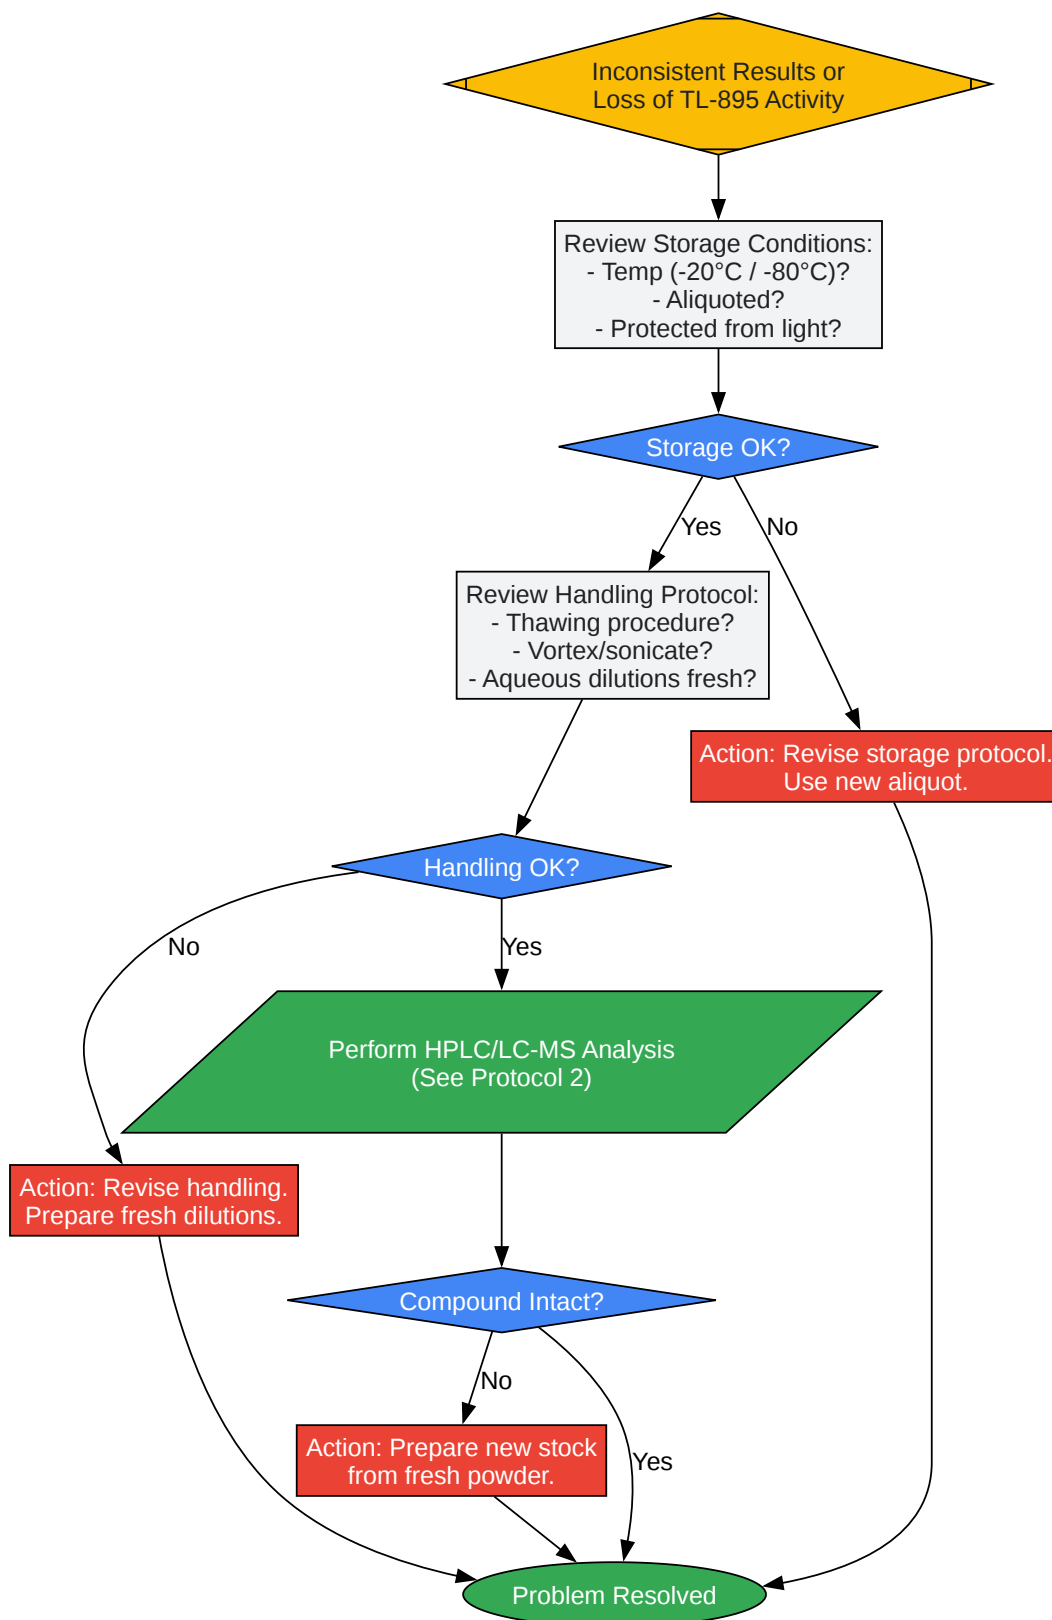 Inconsistent Results or
Loss of TL-895 Activity
Review Storage Conditions:
- Temp (-20°C / -80°C)?
- Aliquoted?
- Protected from light?
Storage OK?
Yes
No
Review Handling Protocol:
- Thawing procedure?
- Vortex/sonicate?
- Aqueous dilutions fresh?
Action: Revise storage protocol.
Use new aliquot.
Handling OK?
No
Yes
Perform HPLC/LC-MS Analysis
(See Protocol 2)
Action: Revise handling.
Prepare fresh dilutions.
Compound Intact?
No
Action: Prepare new stock
from fresh powder.
Yes
Problem Resolved